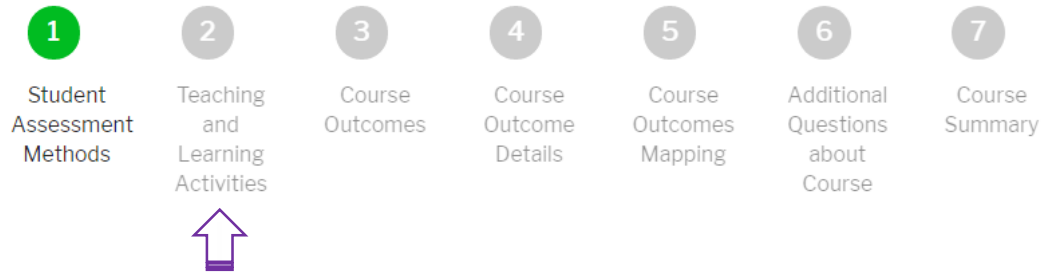 1 2 3 4 5 6 7
Student Teaching Course Course Course Additional Course
Assessment and Outcomes Outcome Outcomes Questions Summary
Methods Learning Details Mapping about
Activities Course